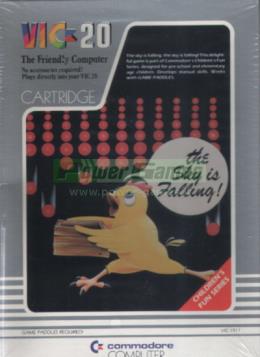 VIC-20
The Friendly Computer
No accessories required!
Plays directly into your VIC 20
The sky is falling, the sky is falling! This delight-
ful game is part of Commodore's Children's Fun
Series, designed for pre-school and elementary
age children. Develops manual skills. Works
with GAME PADDLES.
CARTRIDGE
the
Sky is
Falling!
CHILDREN'S
FUN SERIES
GAME PADDLES REQUIRED!
VIC-1911
commodore
COMPUTER